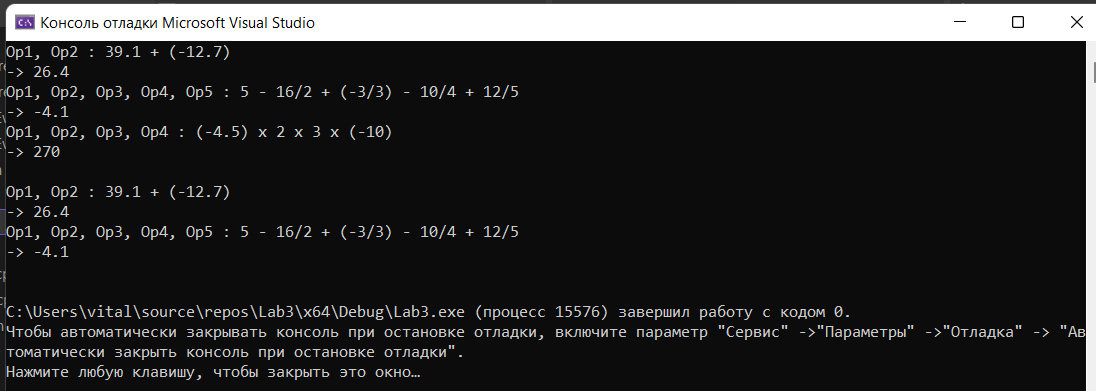 Консоль отладки Microsoft Visual Studio
Op1, Op2 : 39.1 + (-12.7)
-> 26.4
Op1, Op2, Op3, Op4, Op5 : 5 - 16/2 + (-3/3) - 10/4 + 12/5
-> -4.1
Op1, Op2, Op3, Op4 : (-4.5) x 2 x 3 x (-10)
-> 270
Op1, Op2 : 39.1 + (-12.7)
-> 26.4
Op1, Op2, Op3, Op4, Op5 : 5 - 16/2 + (-3/3) - 10/4 + 12/5
-> -4.1
C:\Users\vital\source\repos\Lab3\x64\Debug\Lab3.exe (процесс 15576) завершил работу с кодом 0.
Чтобы автоматически закрывать консоль при остановке отладки, включите параметр "Сервис" ->"Параметры" ->"Отладка" -> "Ав
томатически закрыть консоль при остановке отладки".
Нажмите любую клавишу, чтобы закрыть это окно…